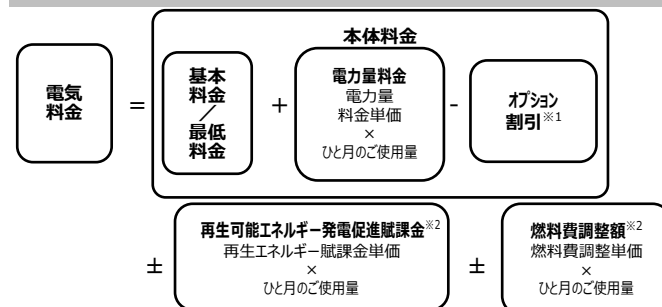 本体料金
電気
料金
=
基本
料金
／
最低
料金
+
電力量料金
電力量
料金単価
×
ひと月のご使用量
-
オプション
割引※1
±
再生可能エネルギー発電促進賦課金※2
再生エネルギー賦課金単価
×
ひと月のご使用量
±
燃料費調整額※2
燃料費調整単価
×
ひと月のご使用量